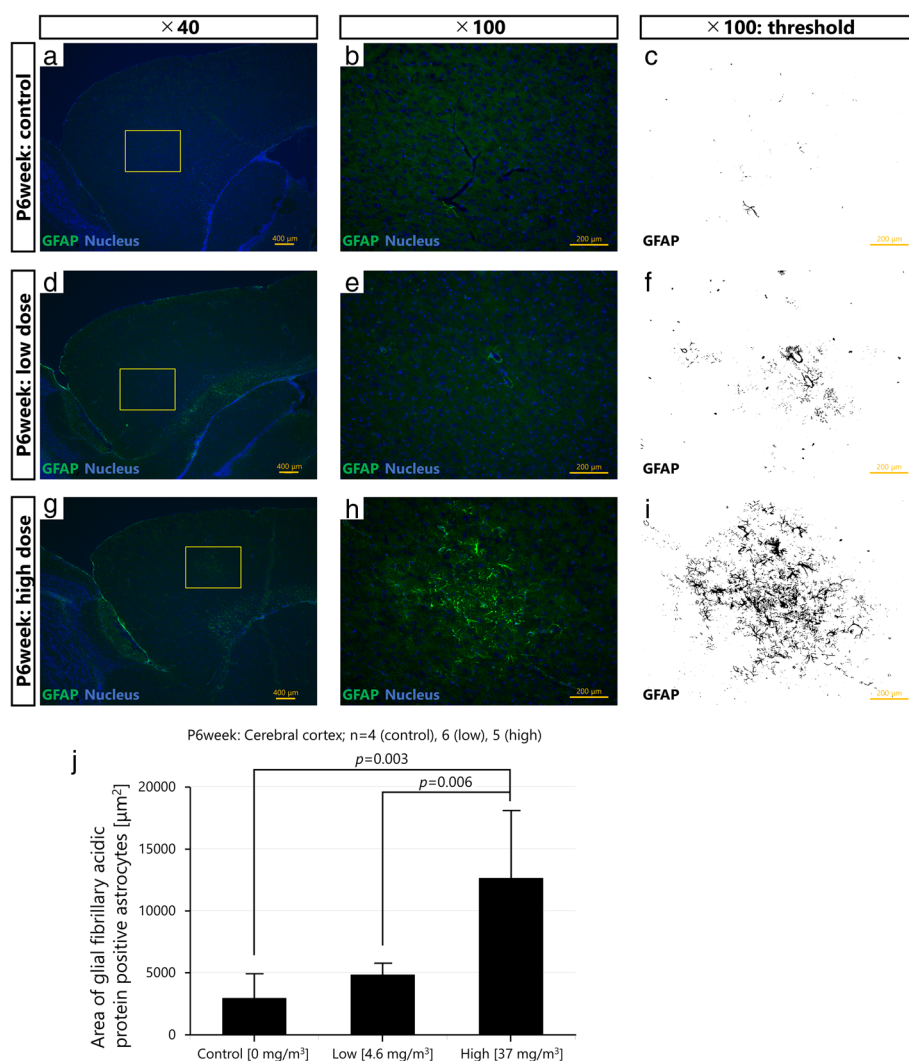 ×40
×100
×100: threshold
P6week: control
a
GFAP Nucleus
400 μm
b
GFAP Nucleus
200 μm
c
GFAP
200 μm
P6week: low dose
d
GFAP Nucleus
400 μm
e
GFAP Nucleus
200 μm
f
GFAP
200 μm
P6week: high dose
g
GFAP Nucleus
400 μm
h
GFAP Nucleus
200 μm
i
GFAP
200 μm
P6week: Cerebral cortex; n=4 (control), 6 (low), 5 (high)
j
p=0.003
p=0.006
Area of glial fibrillary acidic
protein positive astrocytes [μm²]
20000
15000
10000
5000
0
Control [0 mg/m³]
Low [4.6 mg/m³]
High [37 mg/m³]